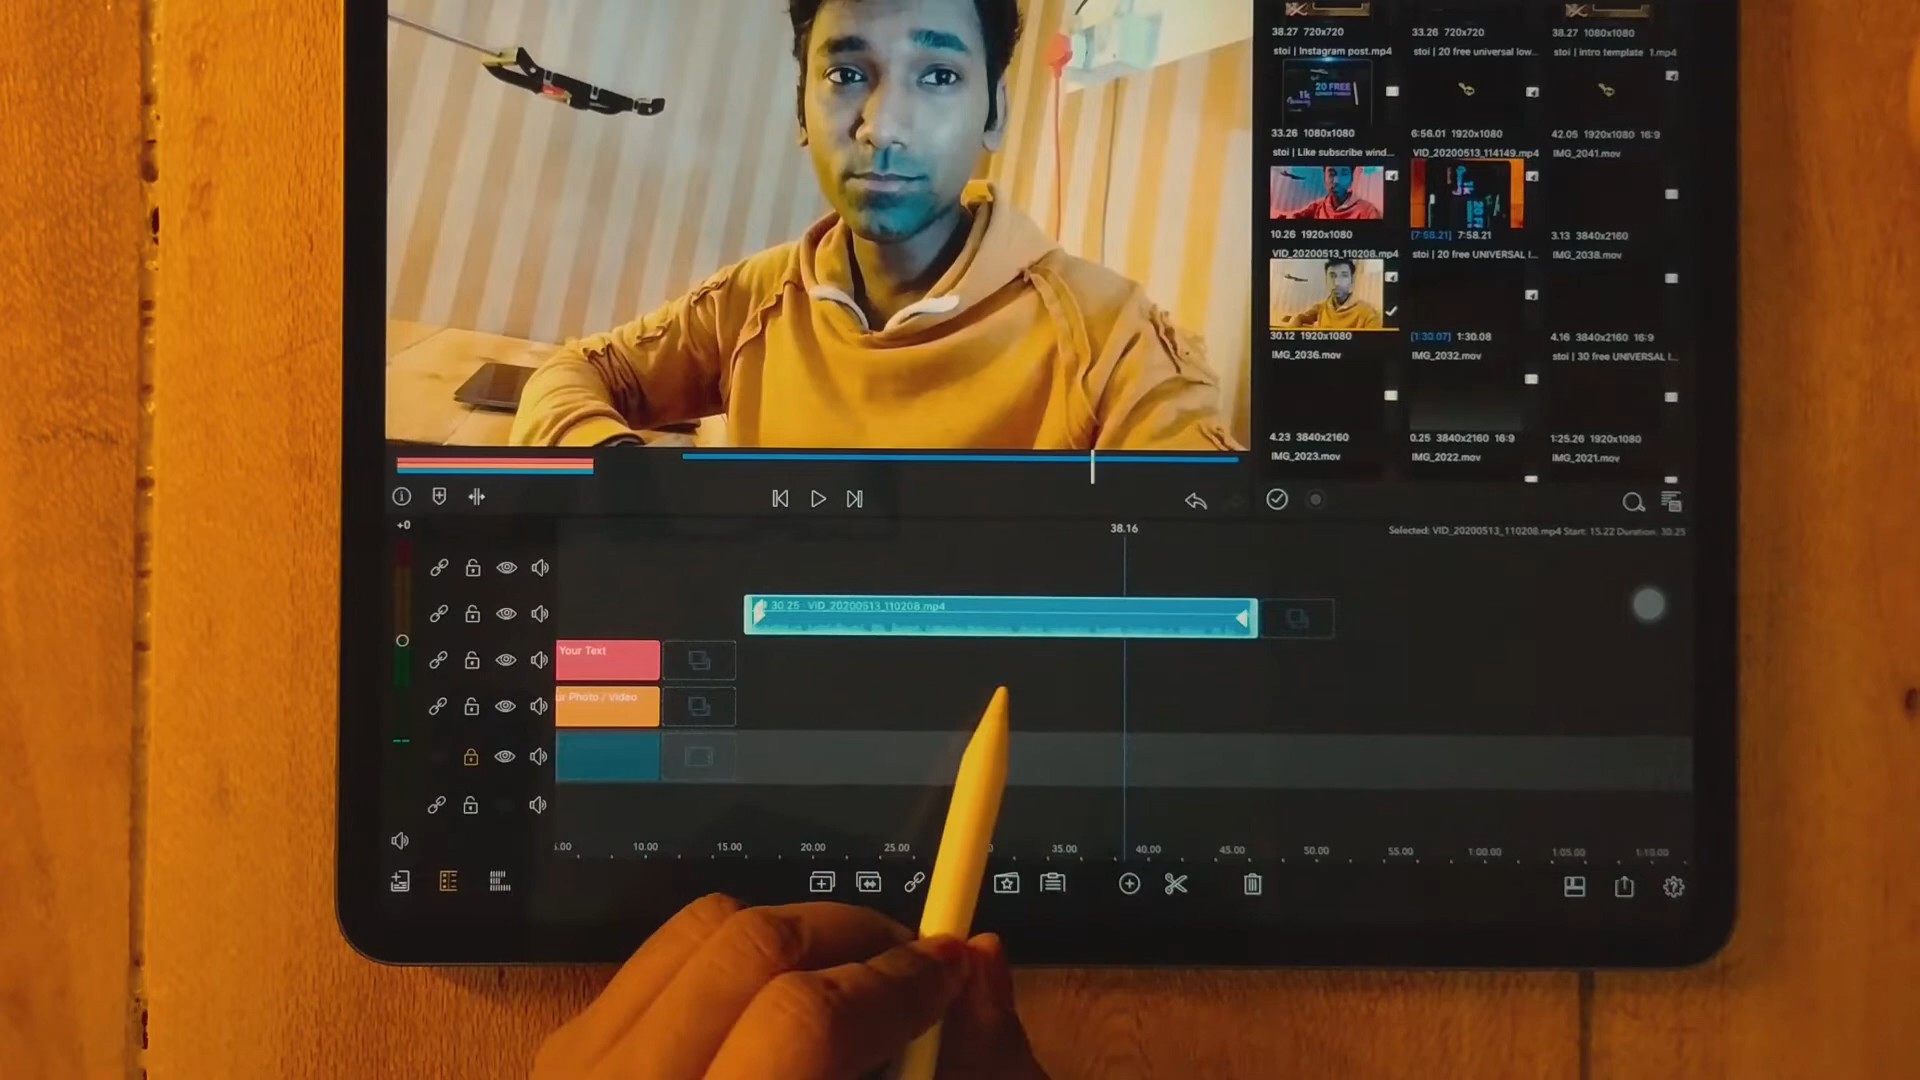 38.27 720x720
33.26 720x720
38.27 1080x1080
stoi | Instagram post.mp4
stoi | 20 free universal low...
stoi | intro template 1.mp4
20 FREE
1k
33.26 1080x1080
6:56.01 1920x1080
42.05 1920x1080 16:9
stoi | Like subscribe wind...
VID_20200513_114149.mp4
IMG_2041.mov
1k
20 FREE
10.26 1920x1080
[7:58.21] 7:58.21
3.13 3840x2160
VID_20200513_110208.mp4
stoi | 20 free UNIVERSAL l...
IMG_2038.mov
30.12 1920x1080
[1:30.07] 1:30.08
4.16 3840x2160 16:9
IMG_2036.mov
IMG_2032.mov
stoi | 30 free UNIVERSAL l...
4.23 3840x2160
0.25 3840x2160 16:9
1:25.26 1920x1080
IMG_2023.mov
IMG_2022.mov
IMG_2021.mov
+0
38.16
Selected: VID_20200513_110208.mp4 Start: 15.22 Duration: 30.25
30.25 VID_20200513_110208.mp4
Your Text
ur Photo / Video
10.00
15.00
20.00
25.00
35.00
40.00
45.00
50.00
55.00
1:00.00
1:05.00
1:10.00